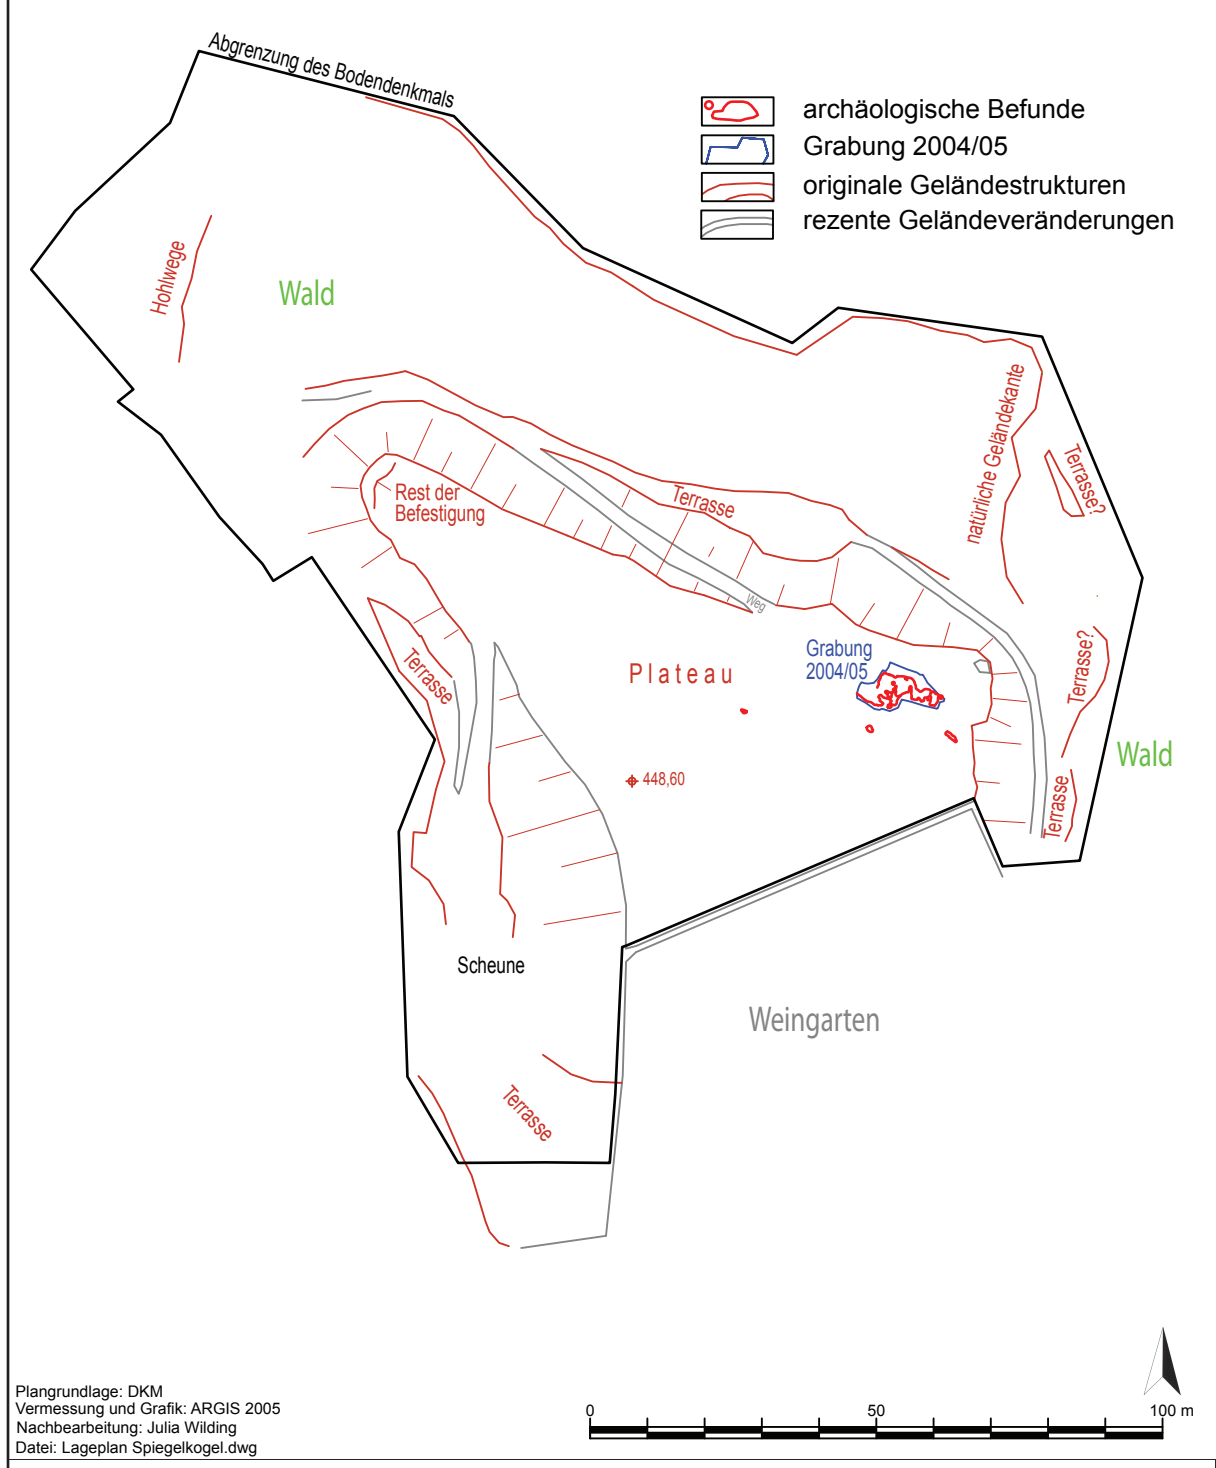 Abgrenzung des Bodendenkmals
archäologische Befunde
Grabung 2004/05
originale Geländestrukturen
rezente Geländeveränderungen
Hohlwege
Wald
natürliche Geländekante
Terrasse?
Rest der
Befestigung
Terrasse
Weg
Grabung
2004/05
Terrasse?
Terrasse
Plateau
Wald
448,60
Terrasse
Scheune
Weingarten
Terrasse
Plangrundlage: DKM
Vermessung und Grafik: ARGIS 2005
Nachbearbeitung: Julia Wilding
Datei: Lageplan Spiegelkogel.dwg
0 50 100 m